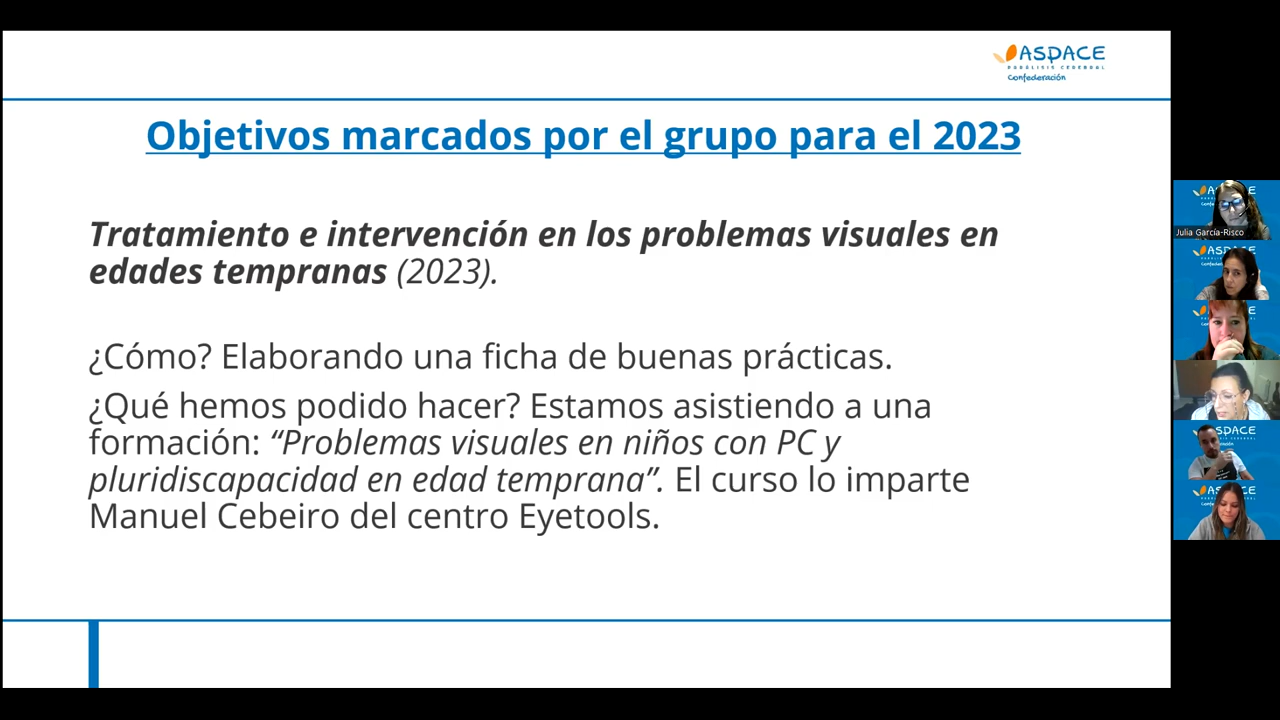 ASPACE
PARÁLISIS CEREBRAL
Confederación
Objetivos marcados por el grupo para el 2023
Tratamiento e intervención en los problemas visuales en
edades tempranas (2023).
¿Cómo? Elaborando una ficha de buenas prácticas.
¿Qué hemos podido hacer? Estamos asistiendo a una
formación: “Problemas visuales en niños con PC y
pluridiscapacidad en edad temprana”. El curso lo imparte
Manuel Cebeiro del centro Eyetools.
Julia García-Risco